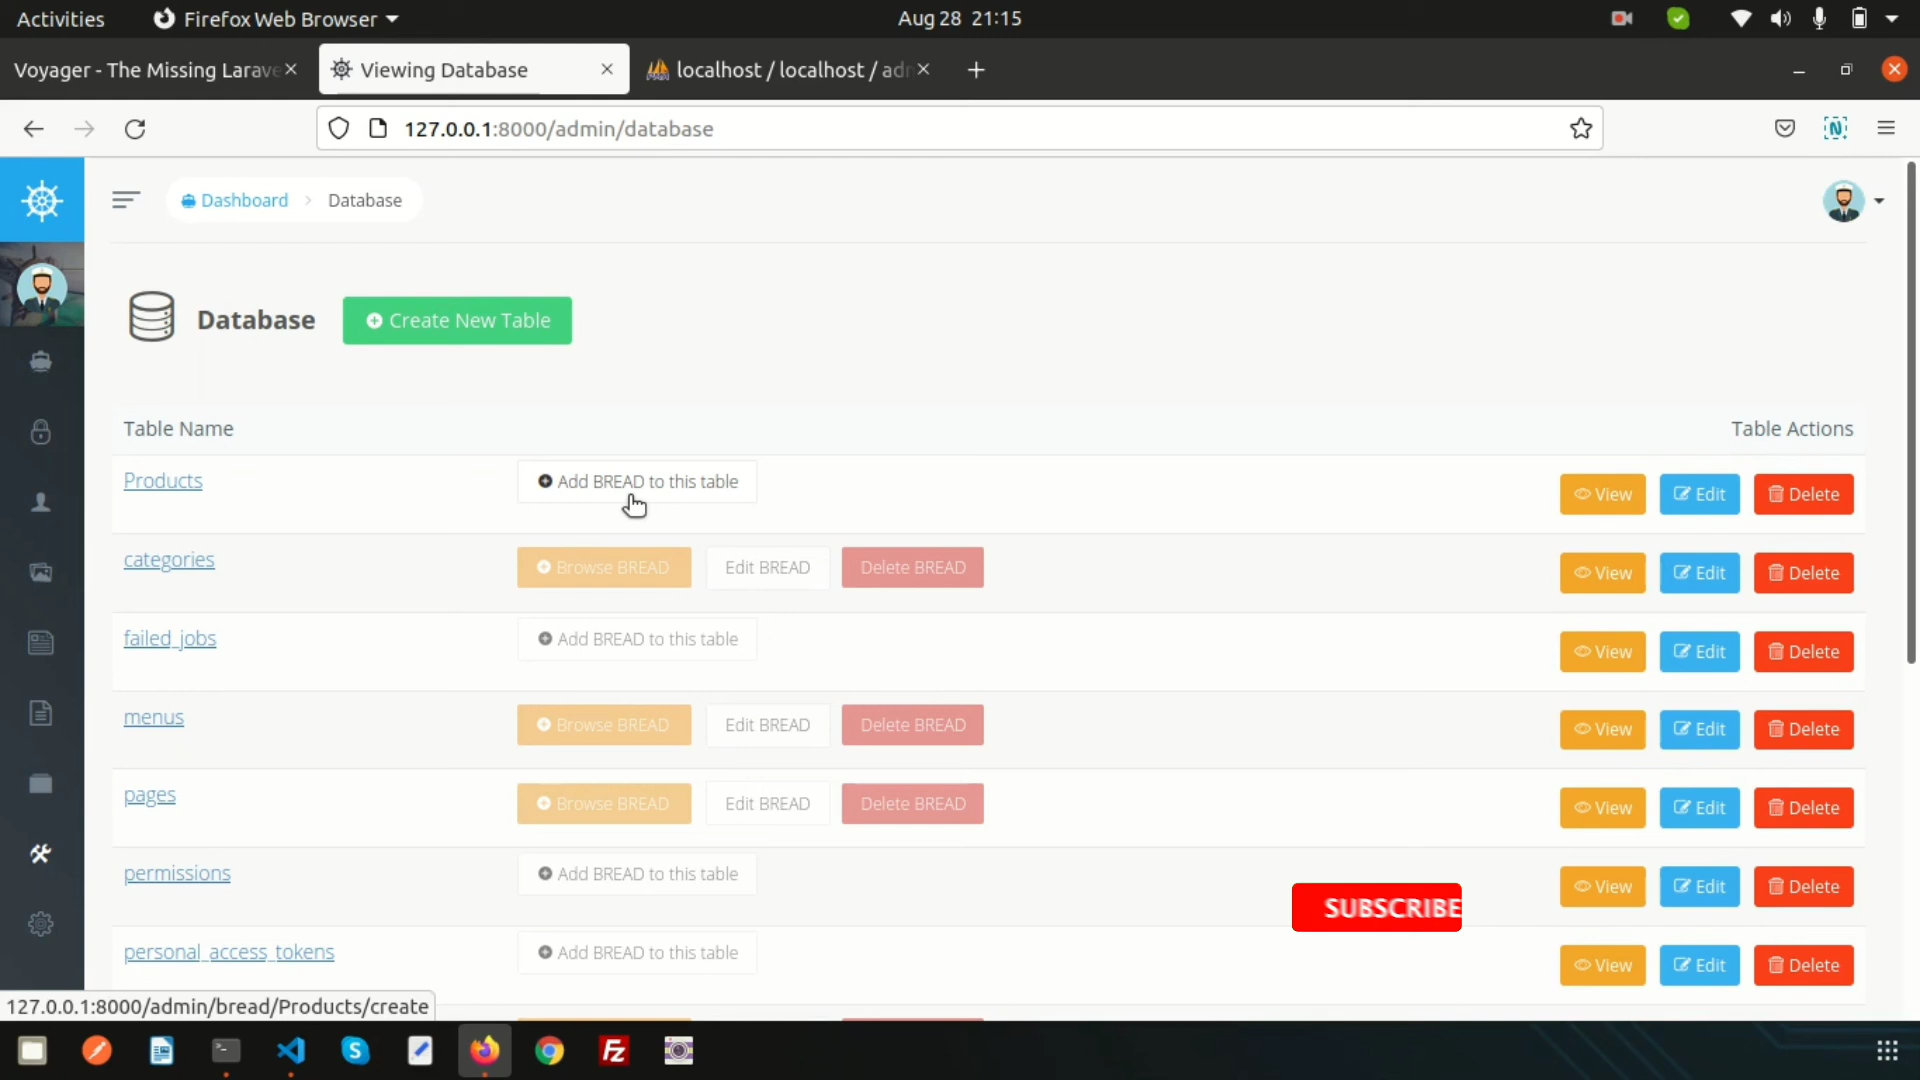 Activities
Firefox Web Browser
Aug 28 21:15
Voyager - The Missing Larave
Viewing Database
localhost / localhost / adn
127.0.0.1:8000/admin/database
Dashboard
Database
Database
Create New Table
Table Name
Table Actions
Products
Add BREAD to this table
View
Edit
Delete
categories
Browse BREAD
Edit BREAD
Delete BREAD
View
Edit
Delete
failed_jobs
Add BREAD to this table
View
Edit
Delete
menus
Browse BREAD
Edit BREAD
Delete BREAD
View
Edit
Delete
pages
Browse BREAD
Edit BREAD
Delete BREAD
View
Edit
Delete
permissions
Add BREAD to this table
View
Edit
Delete
SUBSCRIBE
personal_access_tokens
Add BREAD to this table
View
Edit
Delete
127.0.0.1:8000/admin/bread/Products/create